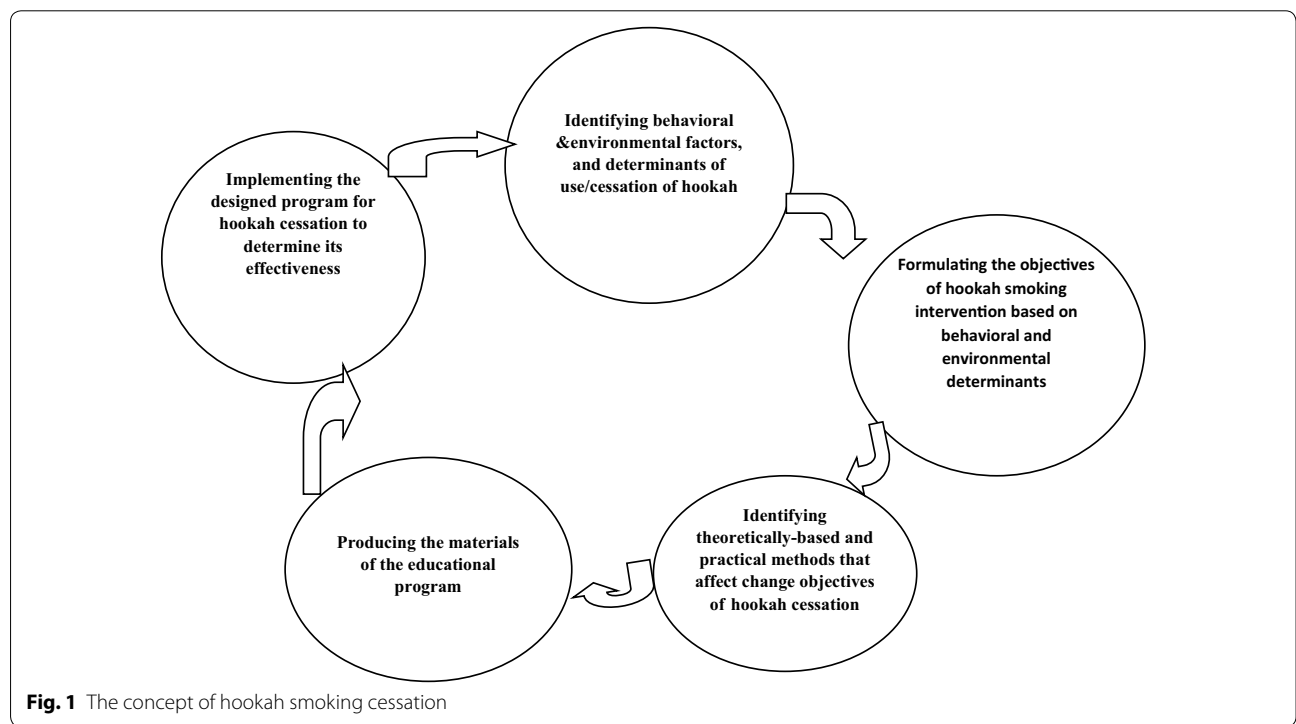 Identifying behavioral
&environmental factors,
and determinants of
use/cessation of hookah
Formulating the objectives
of hookah smoking
intervention based on
behavioral and
environmental
determinants
Identifying
theoretically-based and
practical methods that
affect change objectives
of hookah cessation
Producing the materials
of the educational
program
Implementing the
designed program for
hookah cessation to
determine its
effectiveness
Fig. 1 The concept of hookah smoking cessation